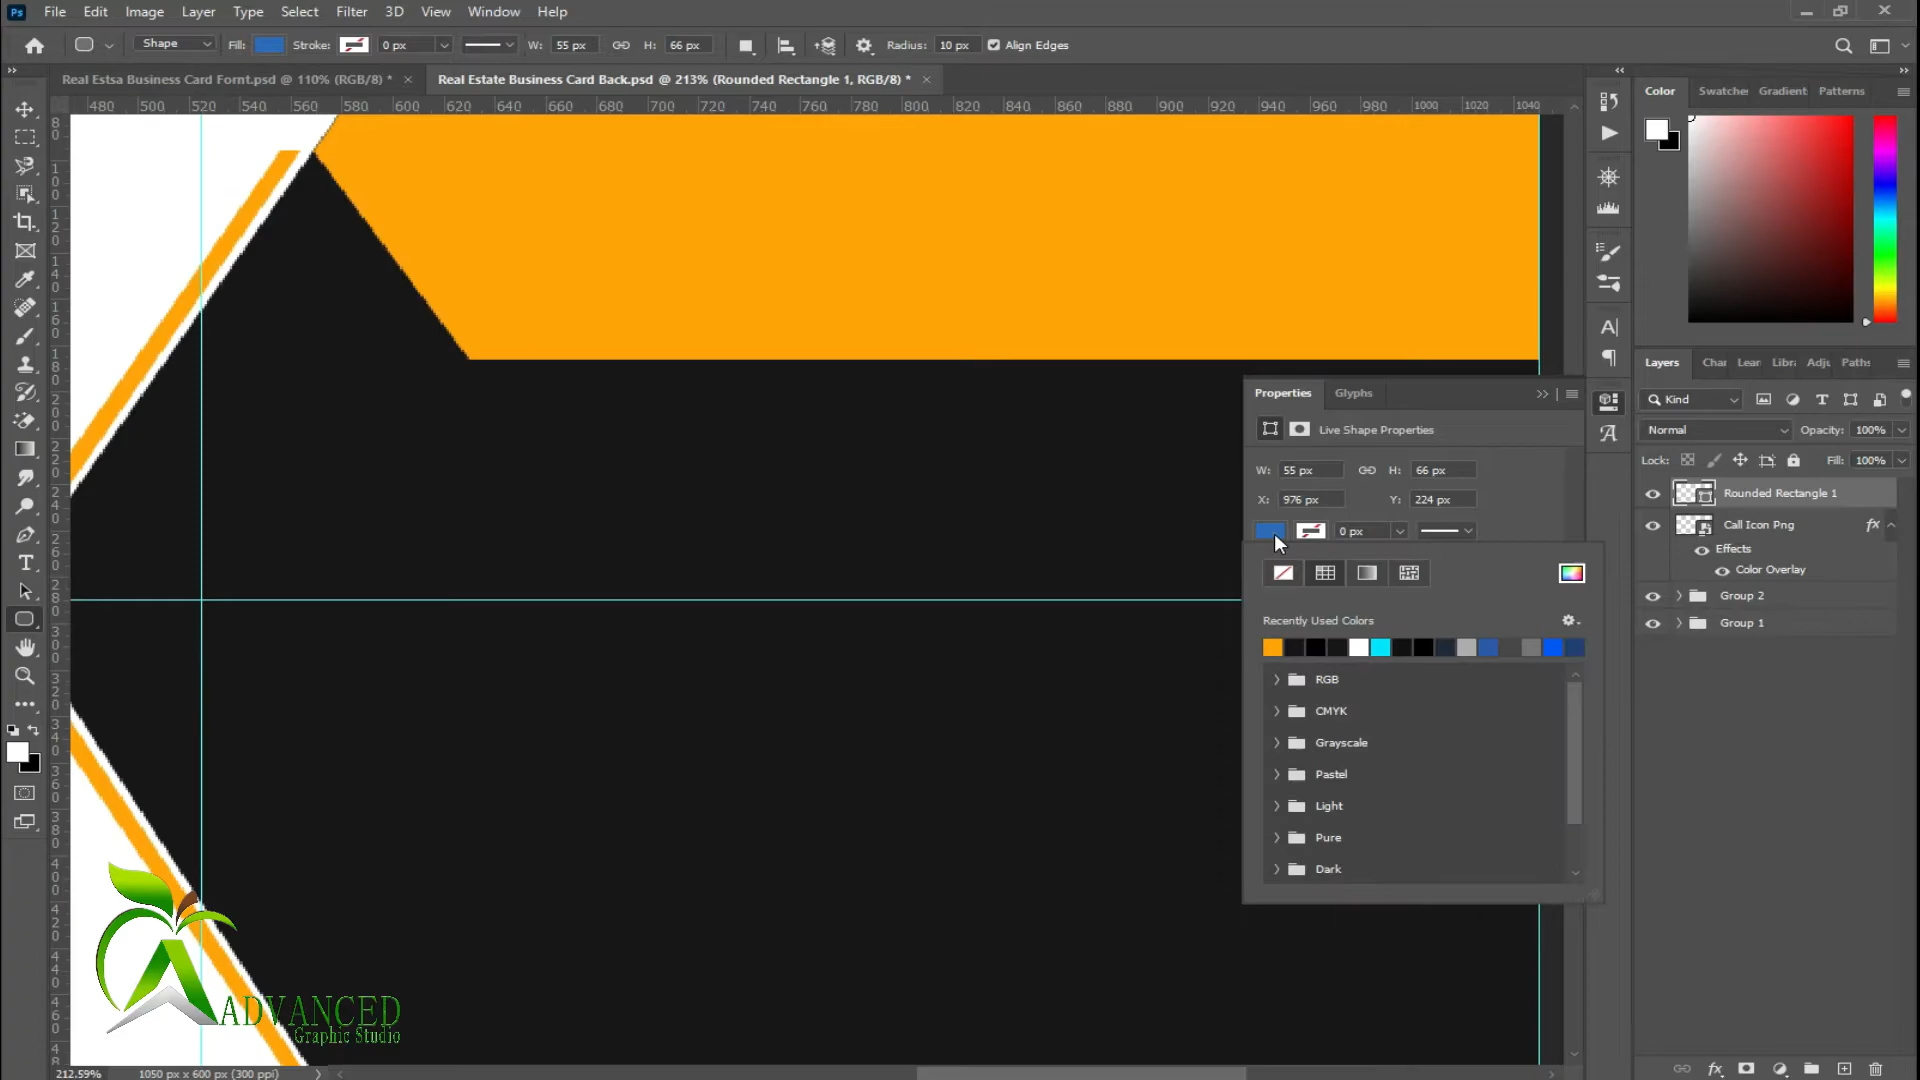 Ps File Edit Image Layer Type Select Filter 3D View Window Help
Shape Fill: Stroke: 0 px W: 55 px H: 66 px Radius: 10 px Align Edges
Real Estsa Business Card Fornt.psd @ 110% (RGB/8) * × Real Estate Business Card Back.psd @ 213% (Rounded Rectangle 1, RGB/8) * ×
480 500 520 540 560 580 600 620 640 660 680 700 720 740 760 780 800 820 840 860 880 900 920 940 960 980 1000 1020 1040
Color Swatches Gradient Patterns
Layers Char Lear Libr Adju Paths
Kind
Normal Opacity: 100%
Lock: Fill: 100%
Rounded Rectangle 1
Call Icon Png fx
Effects
Color Overlay
Group 2
Group 1
Properties Glyphs
Live Shape Properties
W: 55 px H: 66 px
X: 976 px Y: 224 px
0 px
Recently Used Colors
RGB
CMYK
Grayscale
Pastel
Light
Pure
Dark
ADVANCED
Graphic Studio
212.59% 1050 px x 600 px (300 ppi)